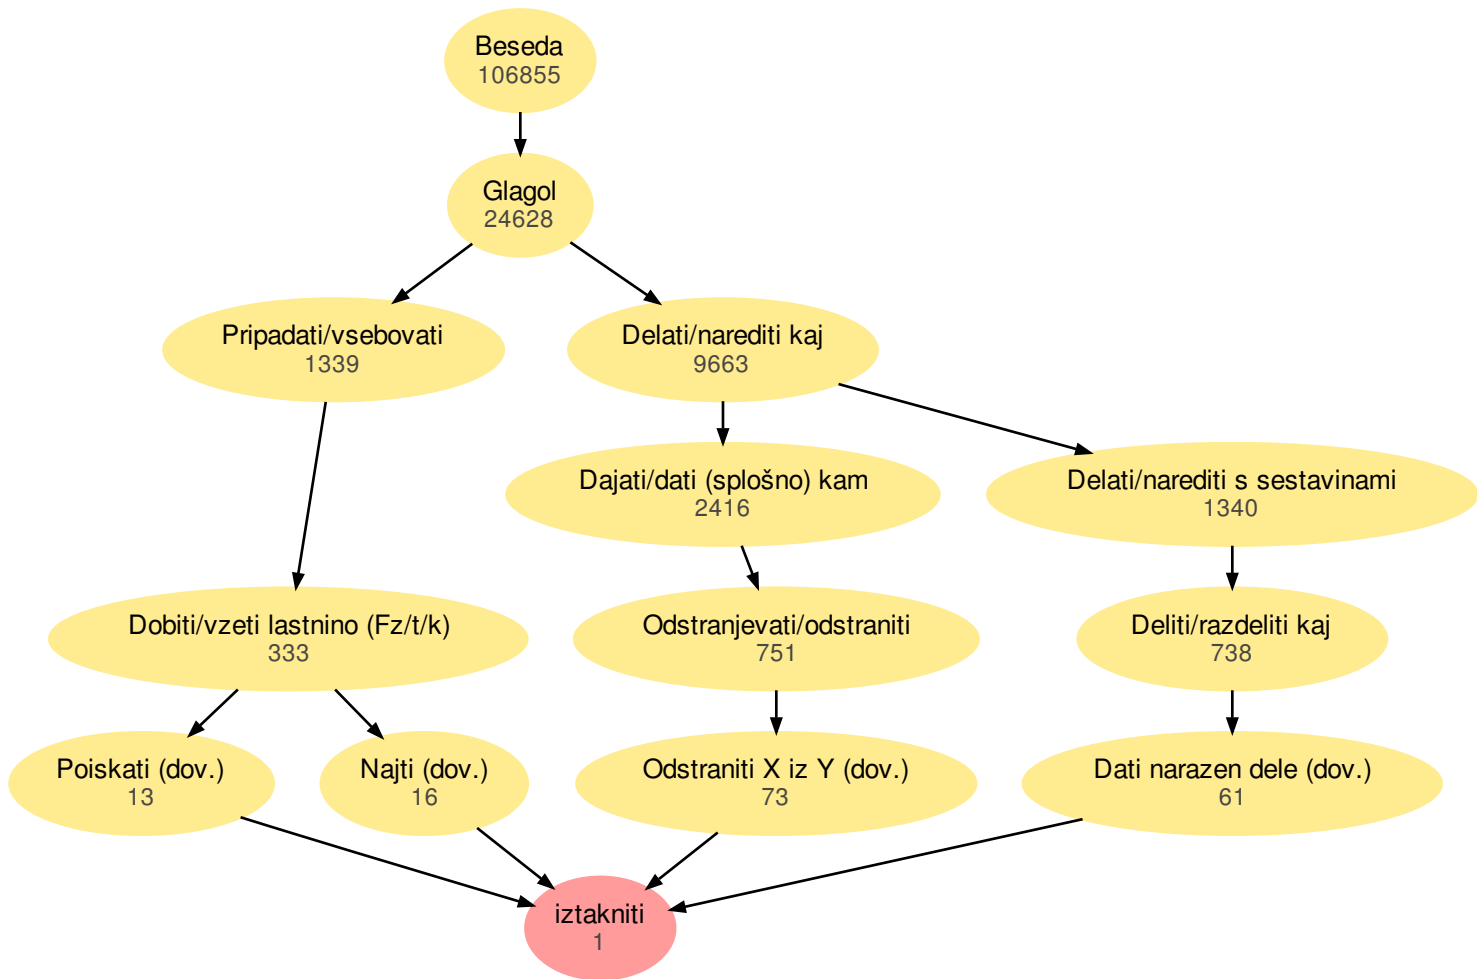 Beseda
106855
Glagol
24628
Pripadati/vsebovati
1339
Delati/narediti kaj
9663
Dajati/dati (splošno) kam
2416
Delati/narediti s sestavinami
1340
Dobiti/vzeti lastnino (Fz/t/k)
333
Odstranjevati/odstraniti
751
Deliti/razdeliti kaj
738
Poiskati (dov.)
13
Najti (dov.)
16
Odstraniti X iz Y (dov.)
73
Dati narazen dele (dov.)
61
iztakniti
1